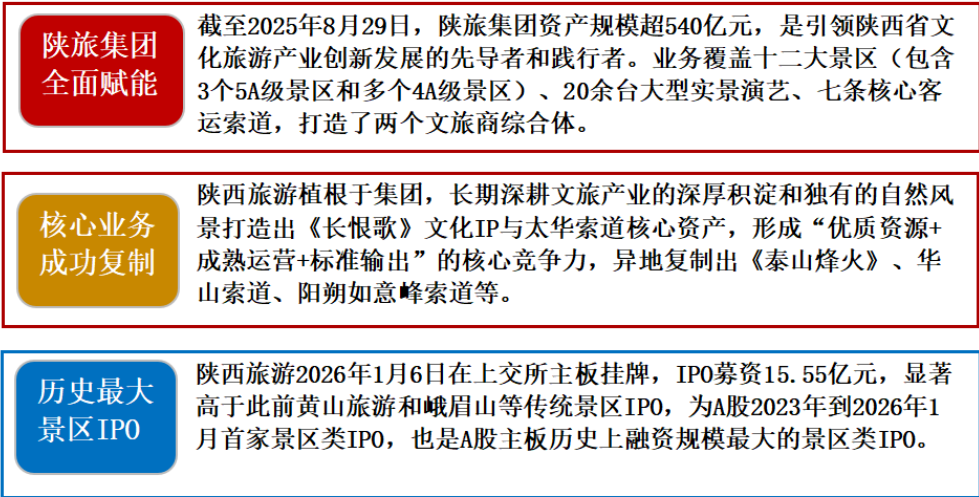 陕旅集团
全面赋能
截至2025年8月29日，陕旅集团资产规模超540亿元，是引领陕西省文
化旅游产业创新发展的先导者和践行者。业务覆盖十二大景区（包含
3个5A级景区和多个4A级景区）、20余台大型实景演艺、七条核心客
运索道，打造了两个文旅商综合体。
核心业务
成功复制
陕西旅游植根于集团，长期深耕文旅产业的深厚积淀和独有的自然风
景打造出《长恨歌》文化IP与太华索道核心资产，形成“优质资源+
成熟运营+标准输出”的核心竞争力，异地复制出《泰山烽火》、华
山索道、阳朔如意峰索道等。
历史最大
景区IPO
陕西旅游2026年1月6日在上交所主板挂牌，IPO募资15.55亿元，显著
高于此前黄山旅游和峨眉山等传统景区IPO，为A股2023年到2026年1
月首家景区类IPO，也是A股主板历史上融资规模最大的景区类IPO。